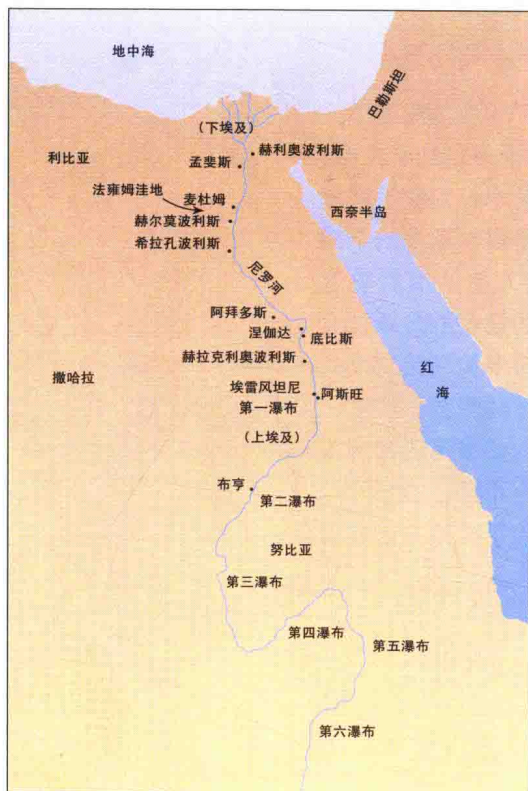 地中海
巴勒斯坦
(下埃及)
赫利奥波利斯
利比亚
孟斐斯
法雍姆洼地
麦杜姆
西奈半岛
赫尔莫波利斯
希拉孔波利斯
尼罗河
阿拜多斯
涅伽达
底比斯
赫拉克利奥波利斯
撒哈拉
红海
埃雷风坦尼
阿斯旺
第一瀑布
(上埃及)
布亨
第二瀑布
努比亚
第三瀑布
第四瀑布
第五瀑布
第六瀑布